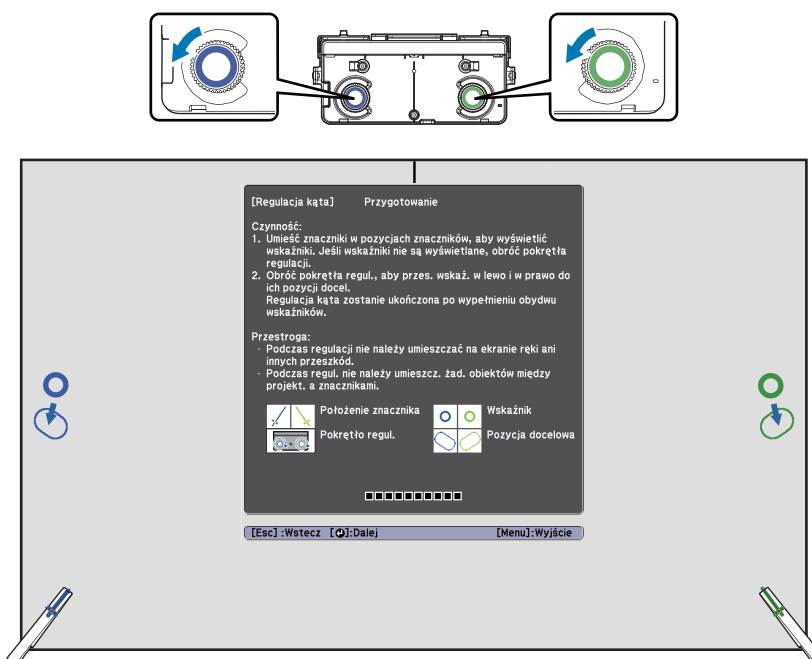 [Regulacja kąta] Przygotowanie
Czynność:
1. Umieść znaczniki w pozycjach znaczników, aby wyświetlić
wskaźniki. Jeśli wskaźniki nie są wyświetlane, obróć pokrętła
regulacji.
2. Obróć pokrętła regul., aby przes. wskaź. w lewo i w prawo do
ich pozycji docel.
Regulacja kąta zostanie ukończona po wypełnieniu obydwu
wskaźników.
Przestroga:
· Podczas regulacji nie należy umieszczać na ekranie ręki ani
innych przeszkód.
· Podczas regul. nie należy umieszcz. żad. obiektów między
projekt. a znacznikami.
Położenie znacznika Wskaźnik
Pokrętło regul. Pozycja docelowa
[Esc] :Wstecz [⏎]:Dalej [Menu]:Wyjście